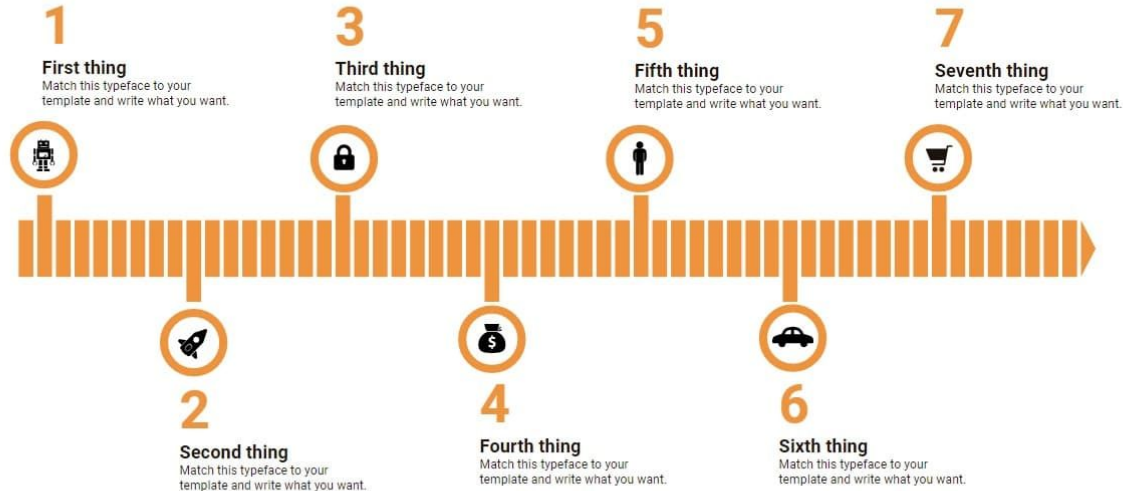 1
First thing
Match this typeface to your
template and write what you want.
2
Second thing
Match this typeface to your
template and write what you want.
3
Third thing
Match this typeface to your
template and write what you want.
4
Fourth thing
Match this typeface to your
template and write what you want.
5
Fifth thing
Match this typeface to your
template and write what you want.
6
Sixth thing
Match this typeface to your
template and write what you want.
7
Seventh thing
Match this typeface to your
template and write what you want.
$